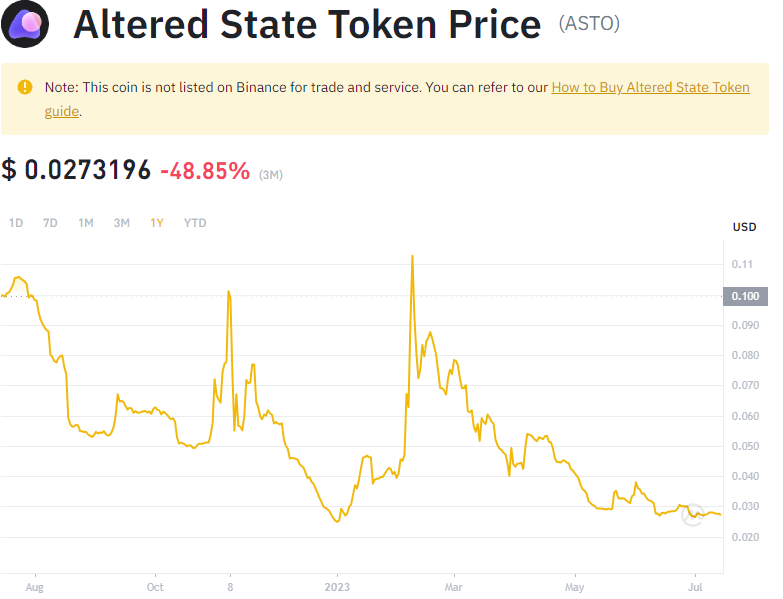 Altered State Token Price (ASTO)
Note: This coin is not listed on Binance for trade and service. You can refer to our How to Buy Altered State Token
guide.
$ 0.0273196 -48.85% (3M)
1D 7D 1M 3M 1Y YTD
USD
0.11
0.100
0.090
0.080
0.070
0.060
0.050
0.040
0.030
0.020
Aug Oct 8 2023 Mar May Jul